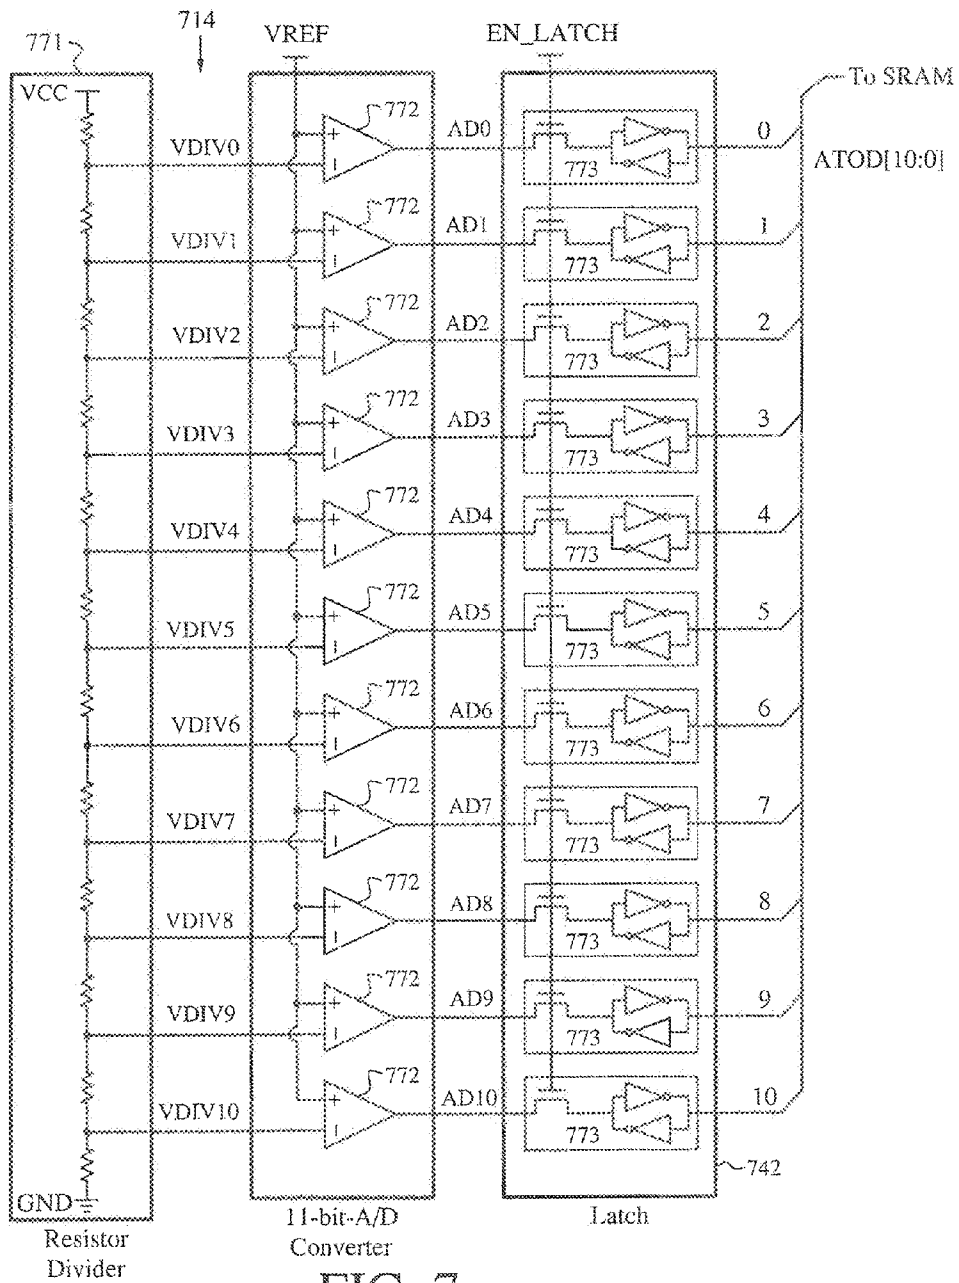 714
VREF
EN_LATCH
771
VCC
To SRAM
772
VDIV0
+
−
AD0
773
0
ATOD[10:0]
772
VDIV1
+
−
AD1
773
1
772
VDIV2
+
−
AD2
773
2
772
VDIV3
+
−
AD3
773
3
772
VDIV4
+
−
AD4
773
4
772
VDIV5
+
−
AD5
773
5
772
VDIV6
+
−
AD6
773
6
772
VDIV7
+
−
AD7
773
7
772
VDIV8
+
−
AD8
773
8
772
VDIV9
+
−
AD9
773
9
772
VDIV10
+
−
AD10
773
10
742
GND
Resistor
Divider
11-bit-A/D
Converter
Latch
FIG. 7